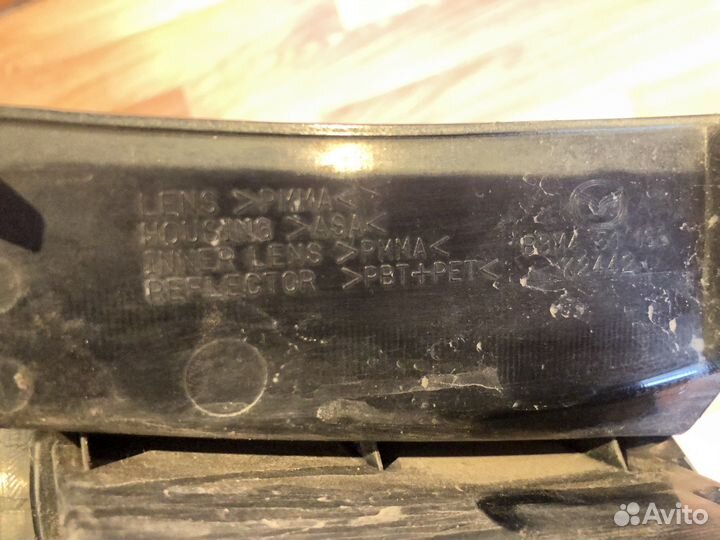 LENS >PMMA<
HOUSING >ASA<
INNER LENS >PMMA<
REFLECTOR >PBT+PET<
Avito